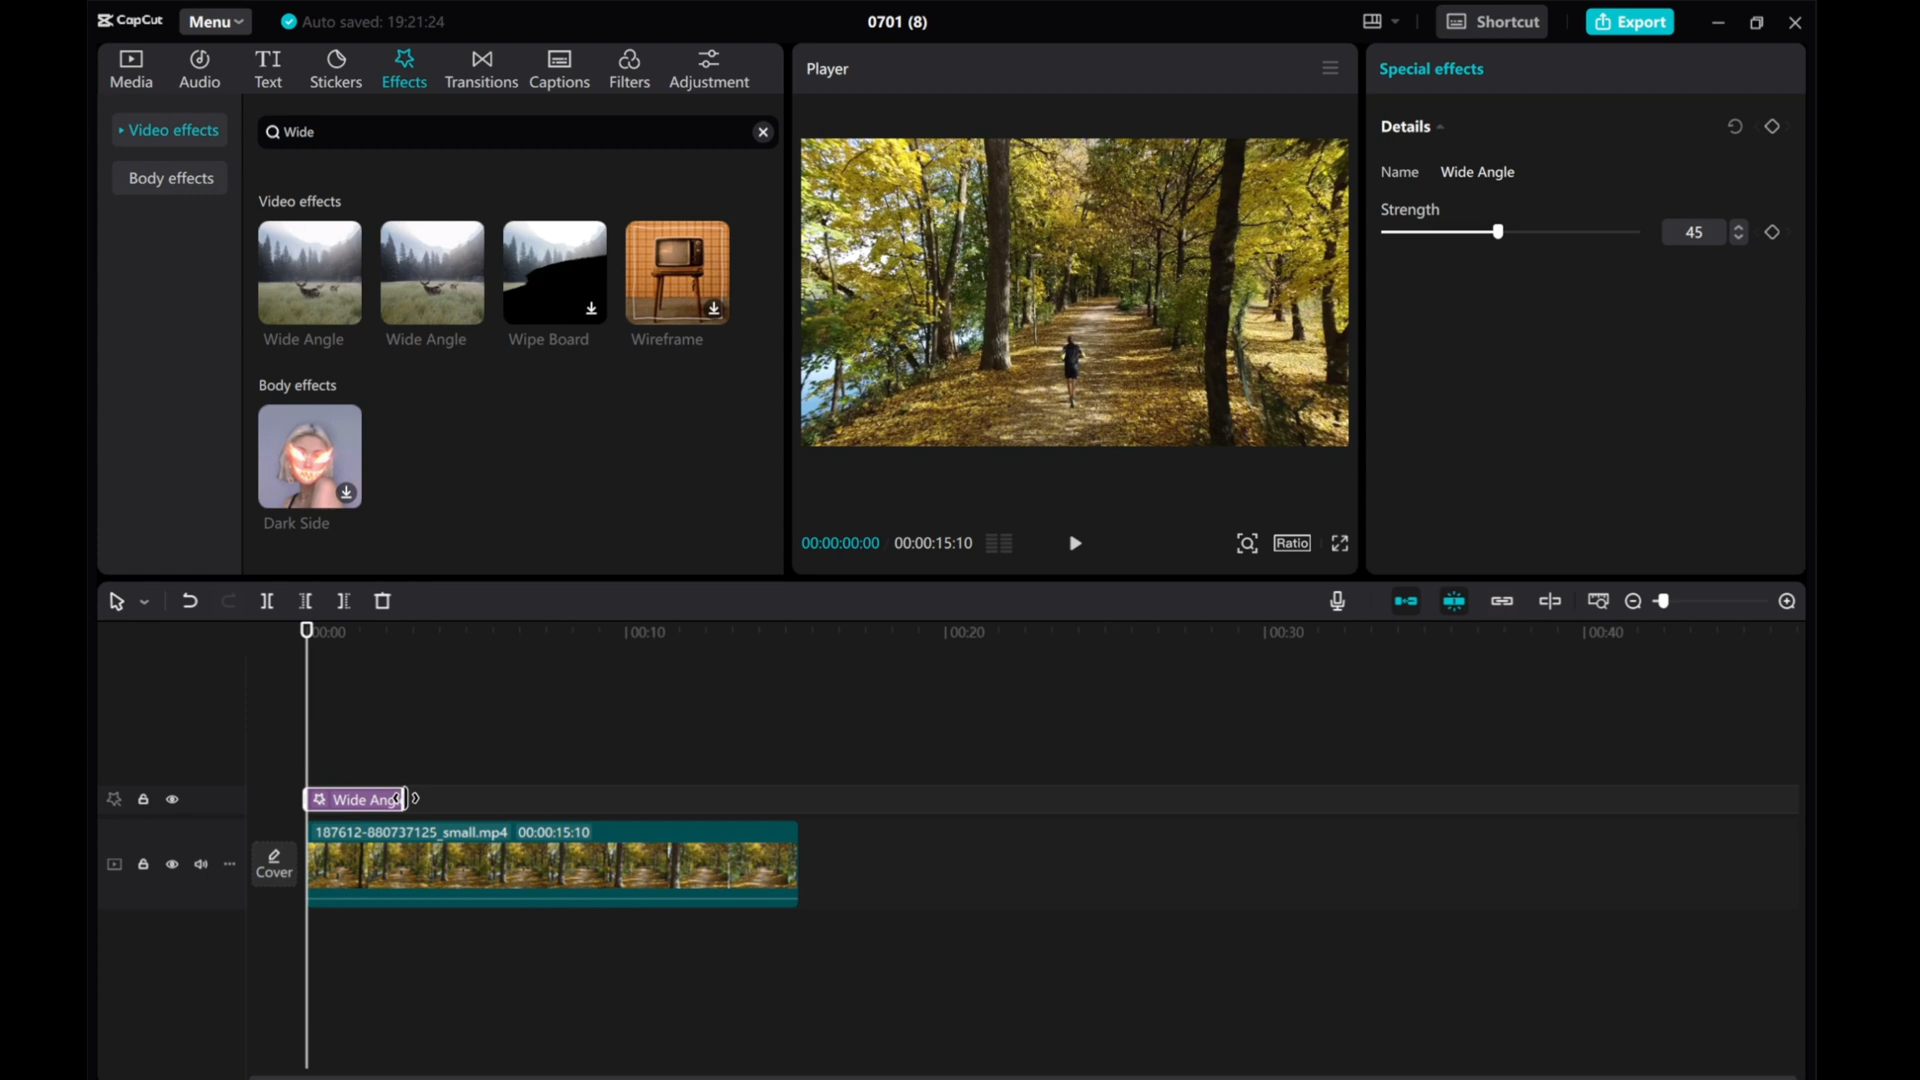 CapCut
Menu
Auto saved: 19:21:24
0701 (8)
Shortcut
Export
Media
Audio
TI
Text
Stickers
Effects
Transitions
Captions
Filters
Adjustment
Video effects
Body effects
Wide
Video effects
Wide Angle
Wide Angle
Wipe Board
Wireframe
Body effects
Dark Side
Player
00:00:00:00
00:00:15:10
Ratio
Special effects
Details
Name Wide Angle
Strength
45
00:00
00:10
00:20
00:30
00:40
Wide Ang
187612-880737125_small.mp4 00:00:15:10
Cover